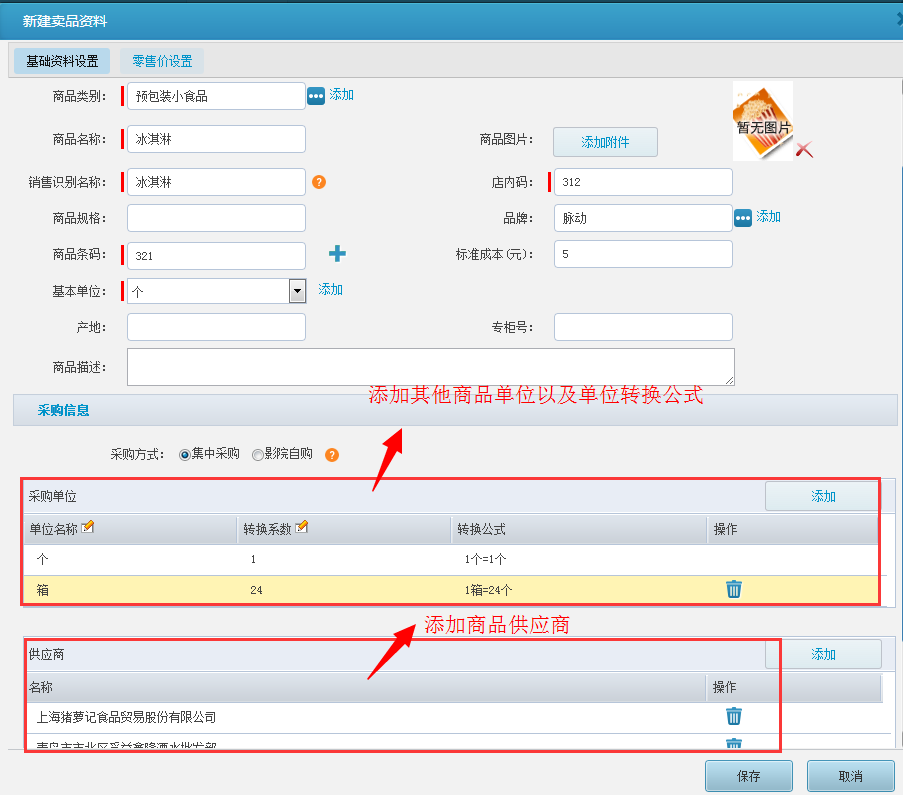 新建卖品资料
基础资料设置 零售价设置
商品类别: 预包装小食品 添加
暂无图片
商品名称: 冰淇淋 商品图片: 添加附件
销售识别名称: 冰淇淋 店内码: 312
商品规格: 品牌: 脉动 添加
商品条码: 321 标准成本(元): 5
基本单位: 个 添加
产地: 专柜号:
商品描述:
添加其他商品单位以及单位转换公式
采购信息
采购方式: 集中采购 影院自购
采购单位 添加
单位名称 转换系数 转换公式 操作
个 1 1个=1个
箱 24 1箱=24个
添加商品供应商
供应商 添加
名称 操作
上海猪萝记食品贸易股份有限公司
保存 取消